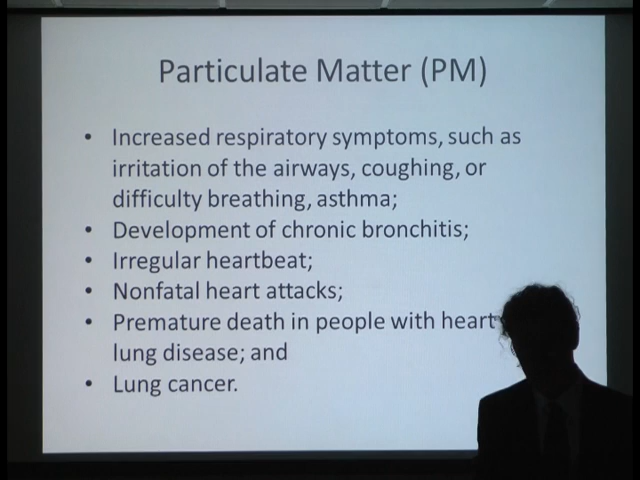 Particulate Matter (PM)
• Increased respiratory symptoms, such as
irritation of the airways, coughing, or
difficulty breathing, asthma;
• Development of chronic bronchitis;
• Irregular heartbeat;
• Nonfatal heart attacks;
• Premature death in people with heart
lung disease; and
• Lung cancer.